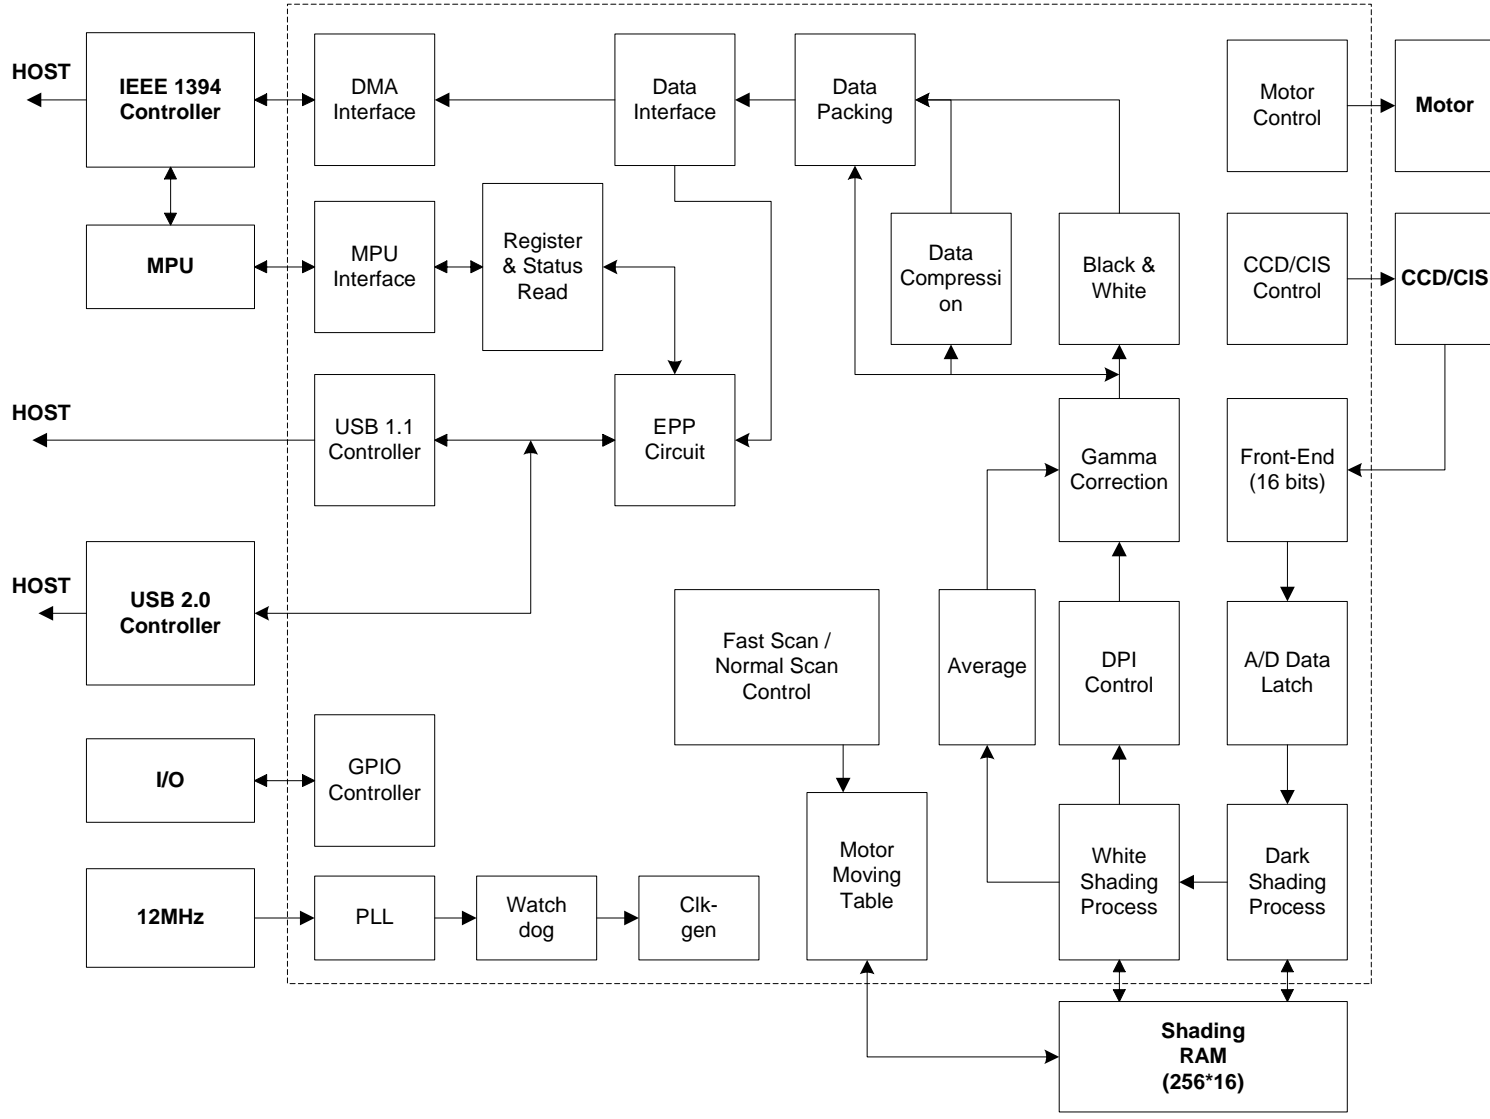 HOST
IEEE 1394
Controller
DMA
Interface
Data
Interface
Data
Packing
Motor
Control
Motor
MPU
MPU
Interface
Register
& Status
Read
Data
Compressi
on
Black &
White
CCD/CIS
Control
CCD/CIS
HOST
USB 1.1
Controller
EPP
Circuit
Gamma
Correction
Front-End
(16 bits)
HOST
USB 2.0
Controller
Fast Scan /
Normal Scan
Control
Average
DPI
Control
A/D Data
Latch
I/O
GPIO
Controller
Motor
Moving
Table
White
Shading
Process
Dark
Shading
Process
12MHz
PLL
Watch
dog
Clk-
gen
Shading
RAM
(256*16)